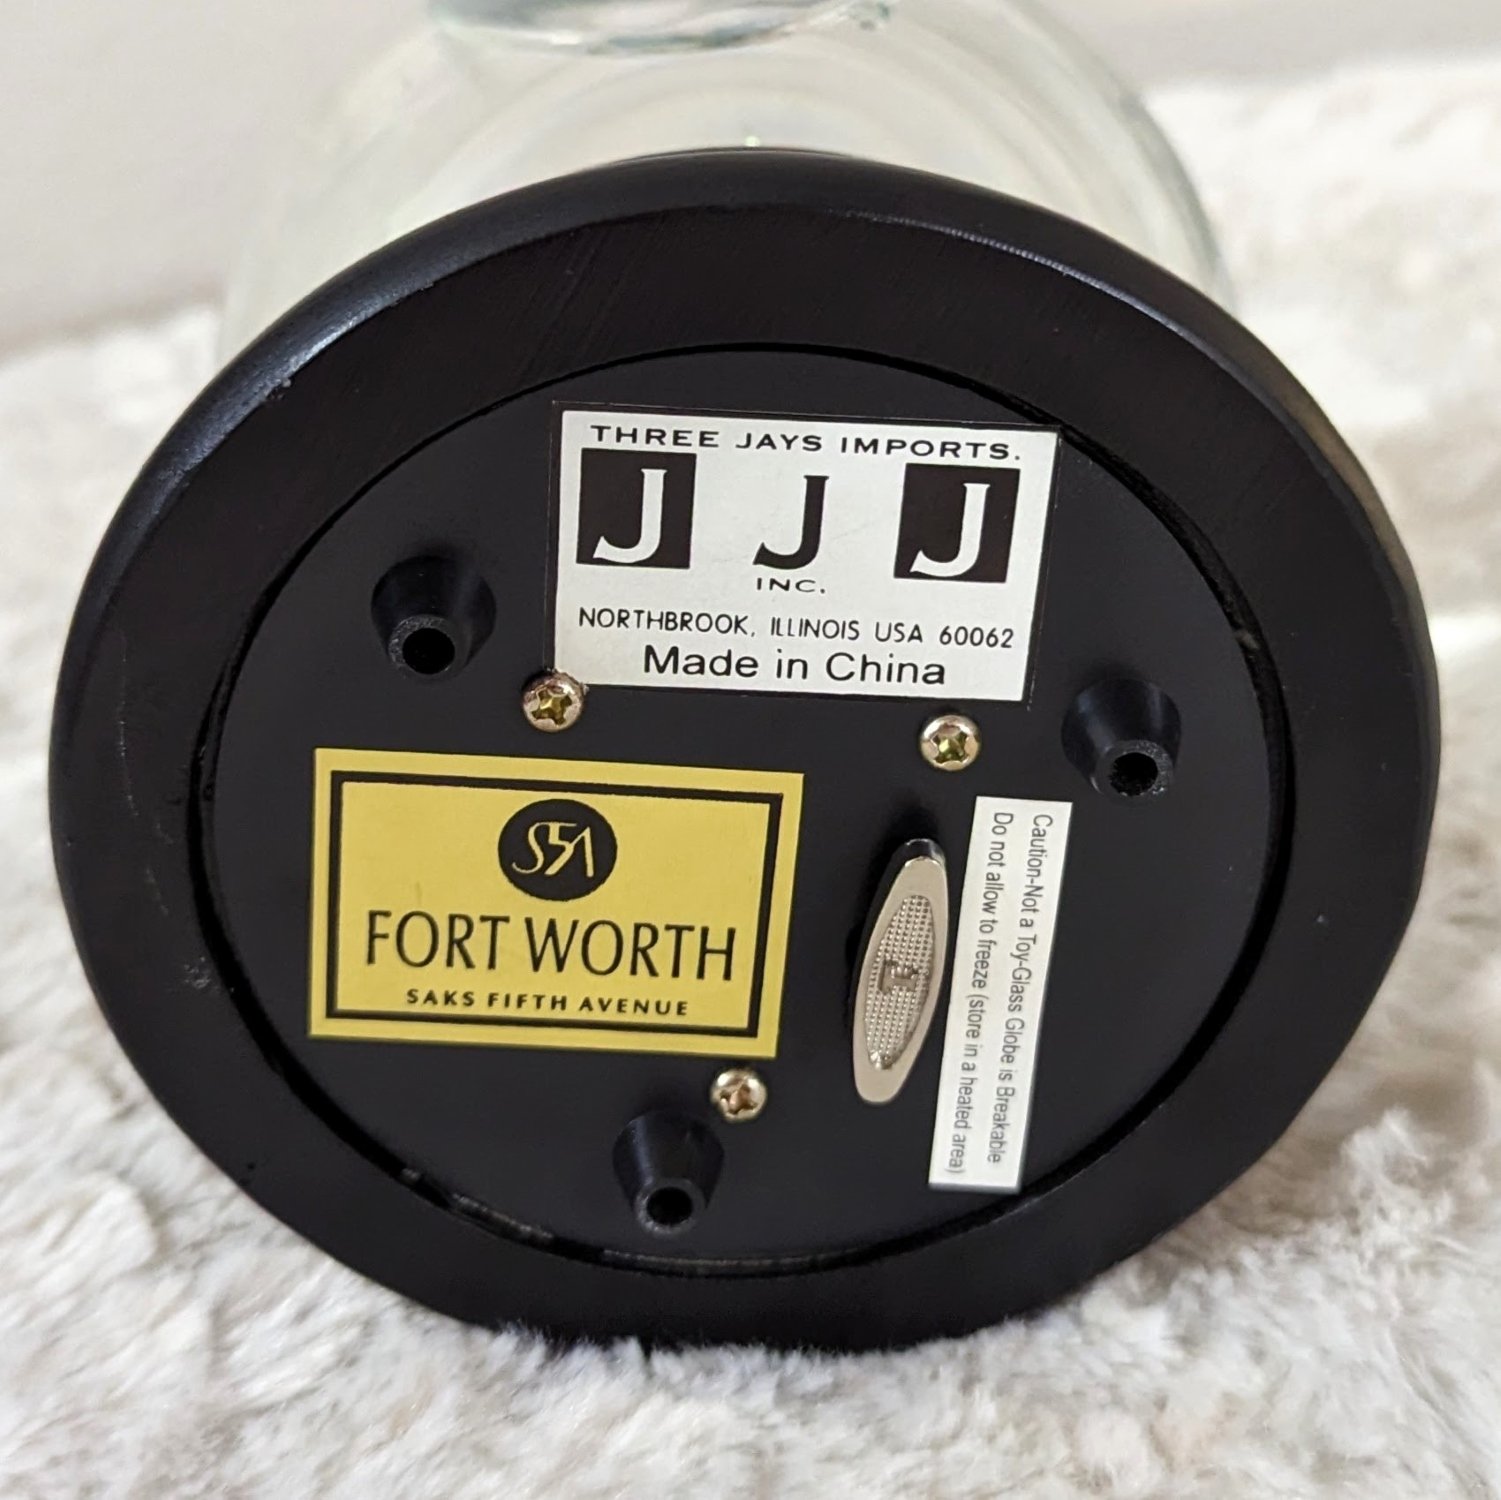 THREE JAYS IMPORTS.
J J J
INC.
NORTHBROOK, ILLINOIS USA 60062
Made in China
SFA
FORT WORTH
SAKS FIFTH AVENUE
Caution-Not a Toy-Glass Globe is Breakable
Do not allow to freeze (store in a heated area)